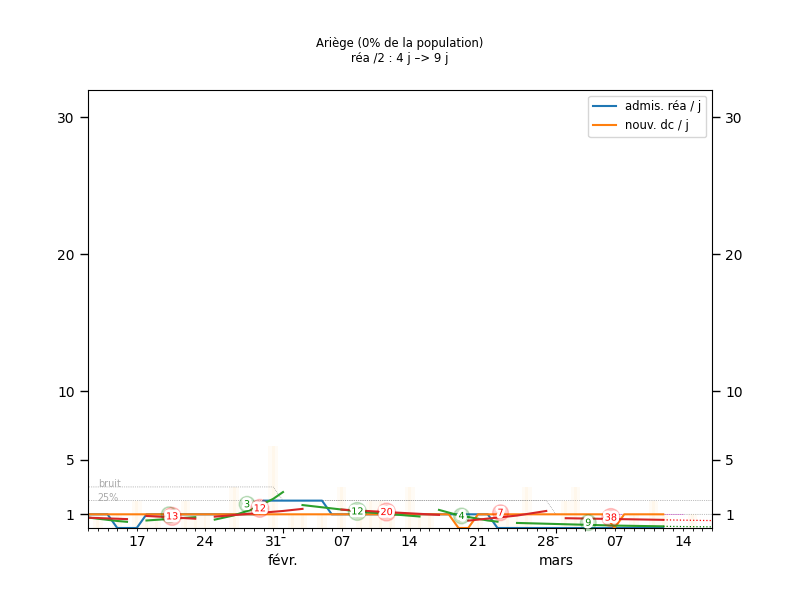 Ariège (0% de la population)
réa /2 : 4 j –> 9 j
admis. réa / j
nouv. dc / j
30 30
20 20
10 10
5 5
1 1
bruit
25%
13 3 12 12 20 4 7 9 38
17 24 31- 07 14 21 28- 07 14
févr. mars